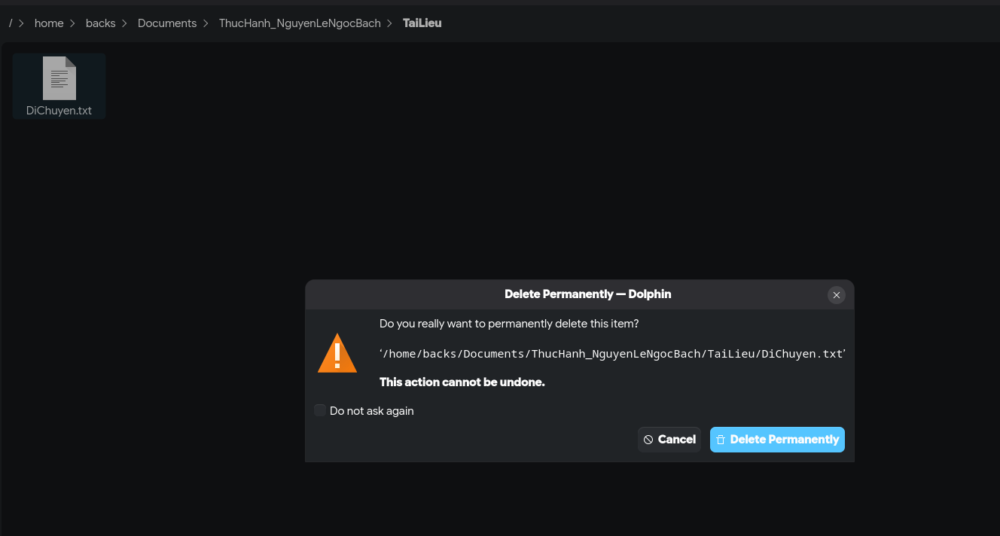 / > home > backs > Documents > ThucHanh_NguyenLeNgocBach > TaiLieu
DiChuyen.txt
Delete Permanently — Dolphin
Do you really want to permanently delete this item?
‘/home/backs/Documents/ThucHanh_NguyenLeNgocBach/TaiLieu/DiChuyen.txt’
This action cannot be undone.
Do not ask again
Cancel
Delete Permanently